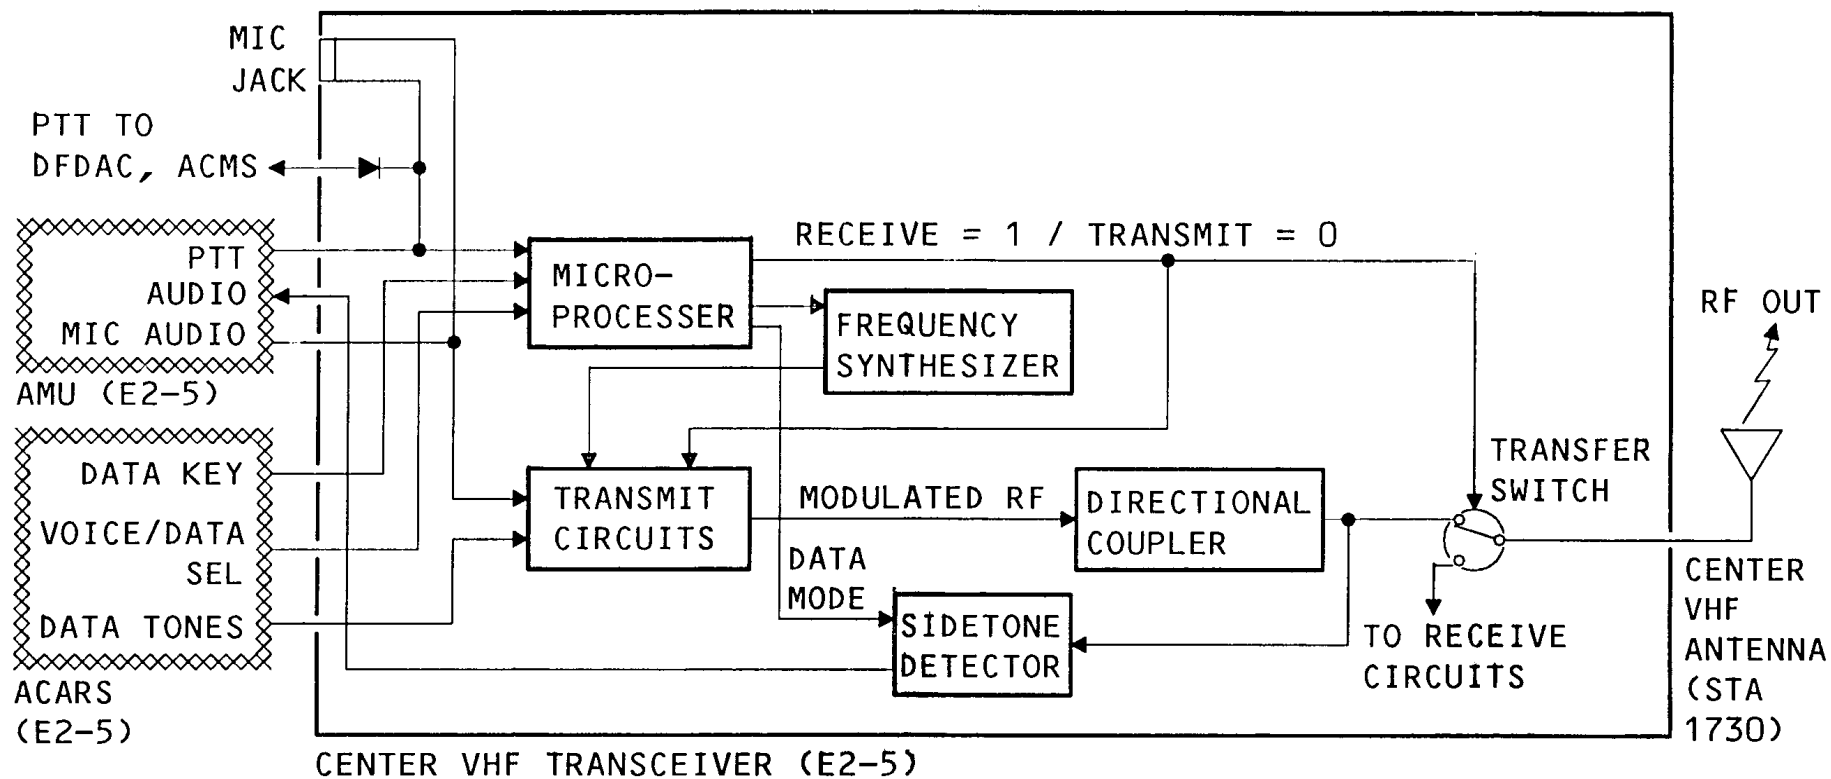 MIC
JACK
PTT TO
DFDAC, ACMS
PTT
AUDIO
MIC AUDIO
AMU (E2-5)
DATA KEY
VOICE/DATA
SEL
DATA TONES
ACARS
(E2-5)
MICRO-
PROCESSER
RECEIVE = 1 / TRANSMIT = 0
FREQUENCY
SYNTHESIZER
TRANSMIT
CIRCUITS
MODULATED RF
DIRECTIONAL
COUPLER
DATA
MODE
SIDETONE
DETECTOR
TRANSFER
SWITCH
TO RECEIVE
CIRCUITS
RF OUT
CENTER
VHF
ANTENNA
(STA
1730)
CENTER VHF TRANSCEIVER (E2-5)